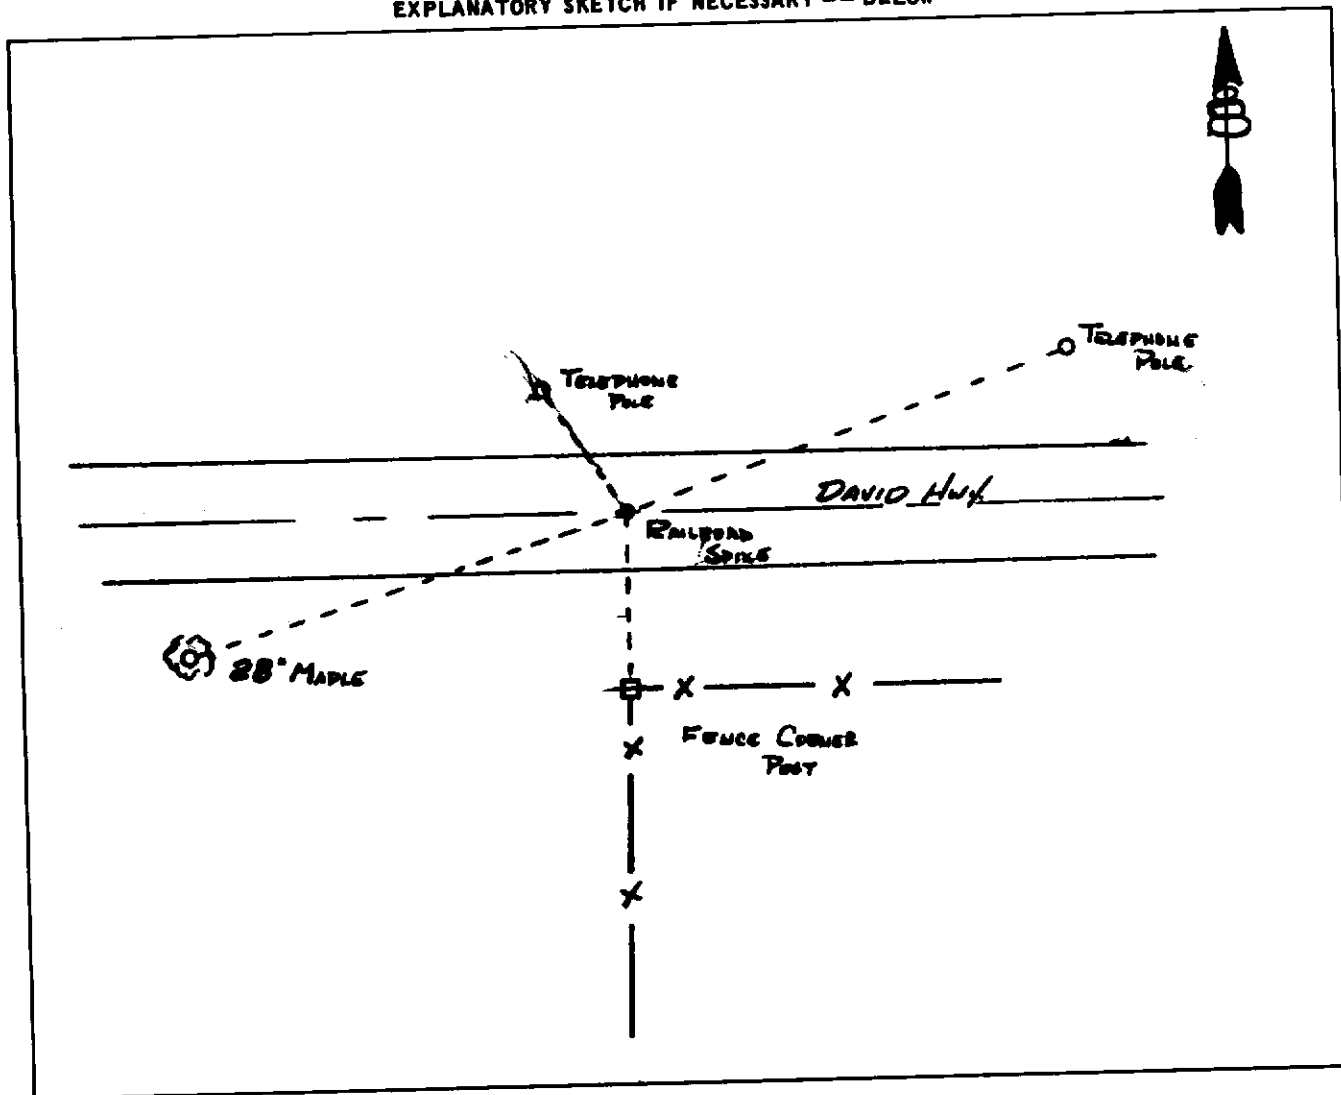 EXPLANATORY SKETCH IF NECESSARY -- BELOW
TELEPHONE
POLE
TELEPHONE
POLE
DAVID HWY.
RAILROAD
SPIKE
28" MAPLE
FENCE CORNER
POST